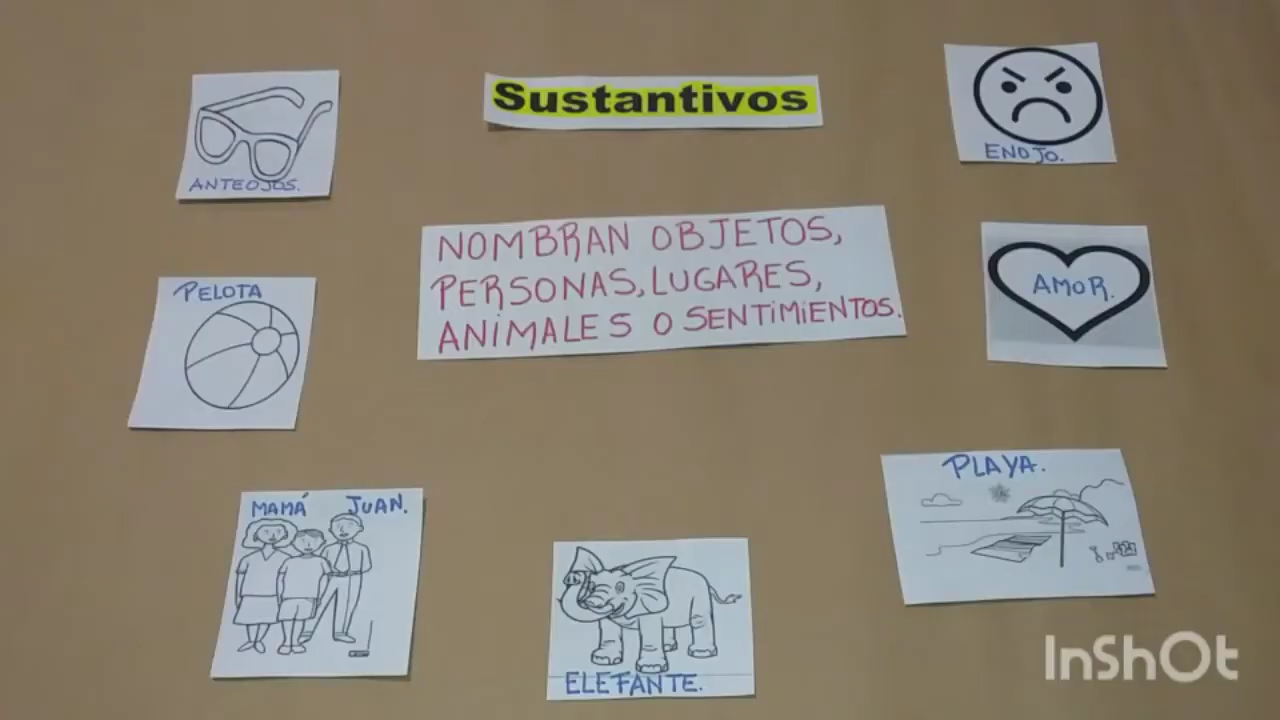 Sustantivos
ENOJO.
ANTEOJOS.
NOMBRAN OBJETOS,
PERSONAS, LUGARES,
ANIMALES O SENTIMIENTOS.
AMOR.
PELOTA
PLAYA.
MAMÁ JUAN.
ELEFANTE.
InShOt